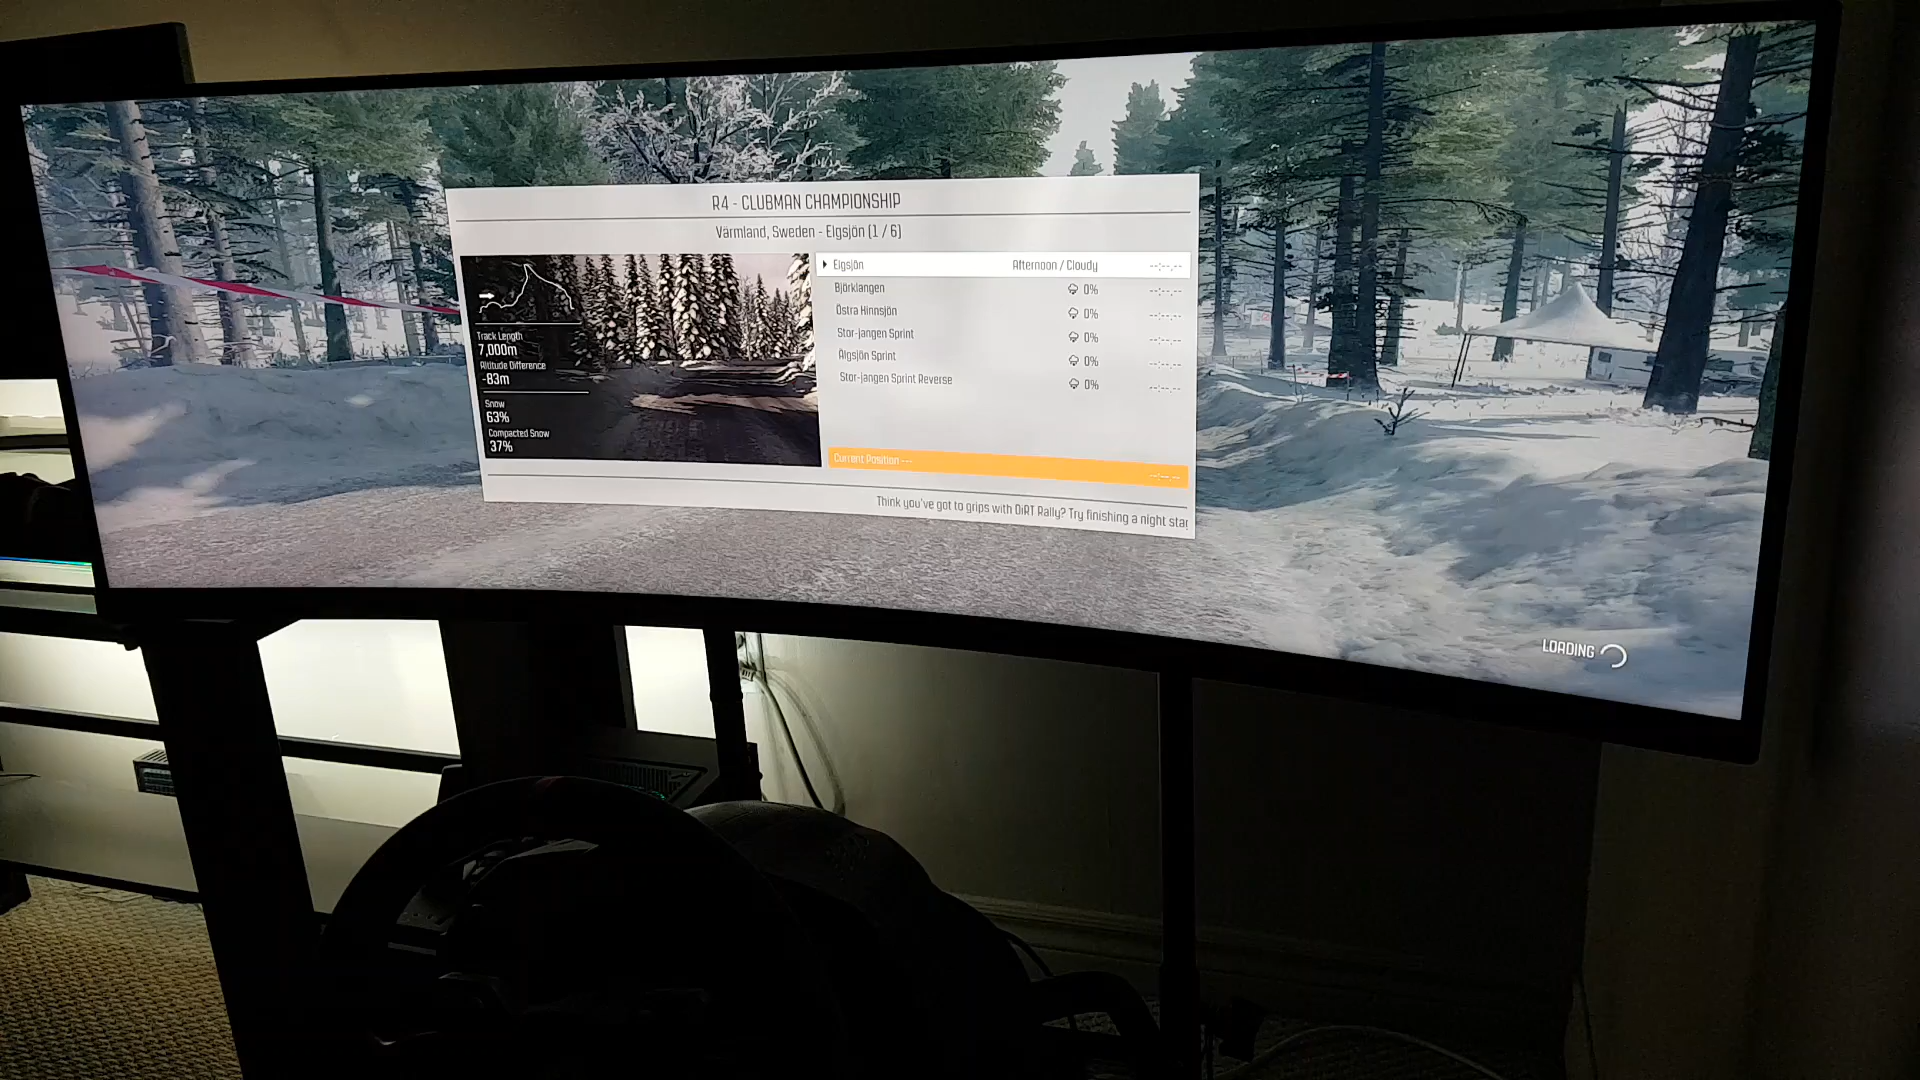 R4 - CLUBMAN CHAMPIONSHIP
Värmland, Sweden - Elgsjön (1 / 6)
Elgsjön Afternoon / Cloudy --:--.--
Björklangen 0% --:--.--
Östra Hinnsjön 0% --:--.--
Stor-jangen Sprint 0% --:--.--
Älgsjön Sprint 0% --:--.--
Stor-jangen Sprint Reverse 0% --:--.--
Track Length
7,000m
Altitude Difference
-83m
Snow
63%
Compacted Snow
37%
Current Position --- --:--.--
Think you've got to grips with DiRT Rally? Try finishing a night sta
LOADING